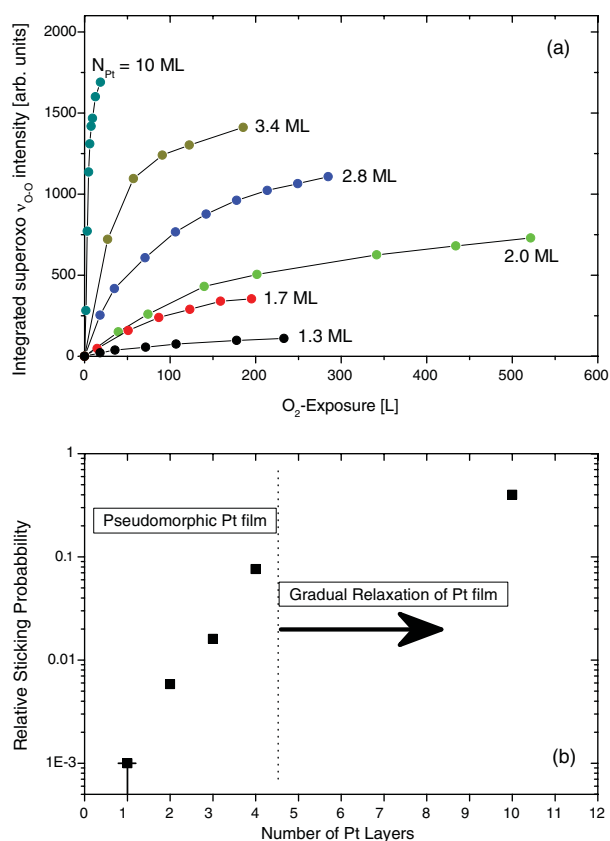 2000
1500
1000
500
0
Integrated superoxo ν_O-O intensity [arb. units]
(a)
N_Pt = 10 ML
3.4 ML
2.8 ML
2.0 ML
1.7 ML
1.3 ML
0 100 200 300 400 500 600
O₂-Exposure [L]
1
0.1
0.01
1E-3
Relative Sticking Probabbility
Pseudomorphic Pt film
Gradual Relaxation of Pt film
(b)
0 1 2 3 4 5 6 7 8 9 10 11 12
Number of Pt Layers